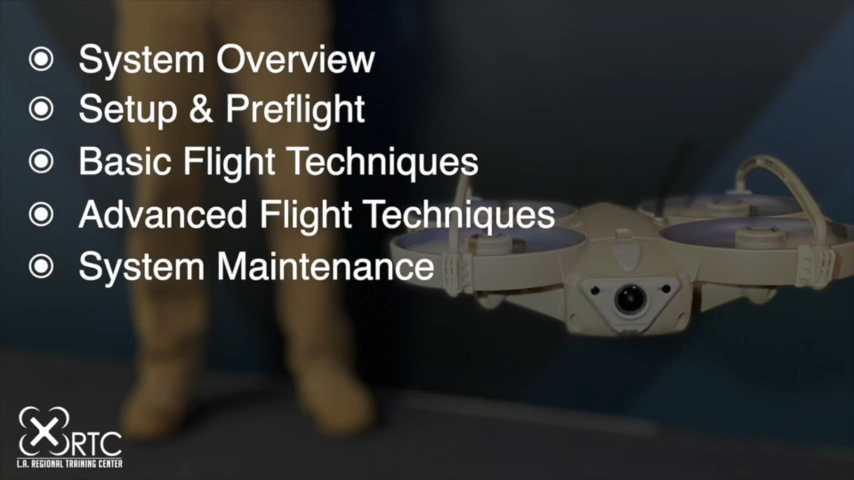 System Overview
Setup & Preflight
Basic Flight Techniques
Advanced Flight Techniques
System Maintenance
RTC
L.A. REGIONAL TRAINING CENTER